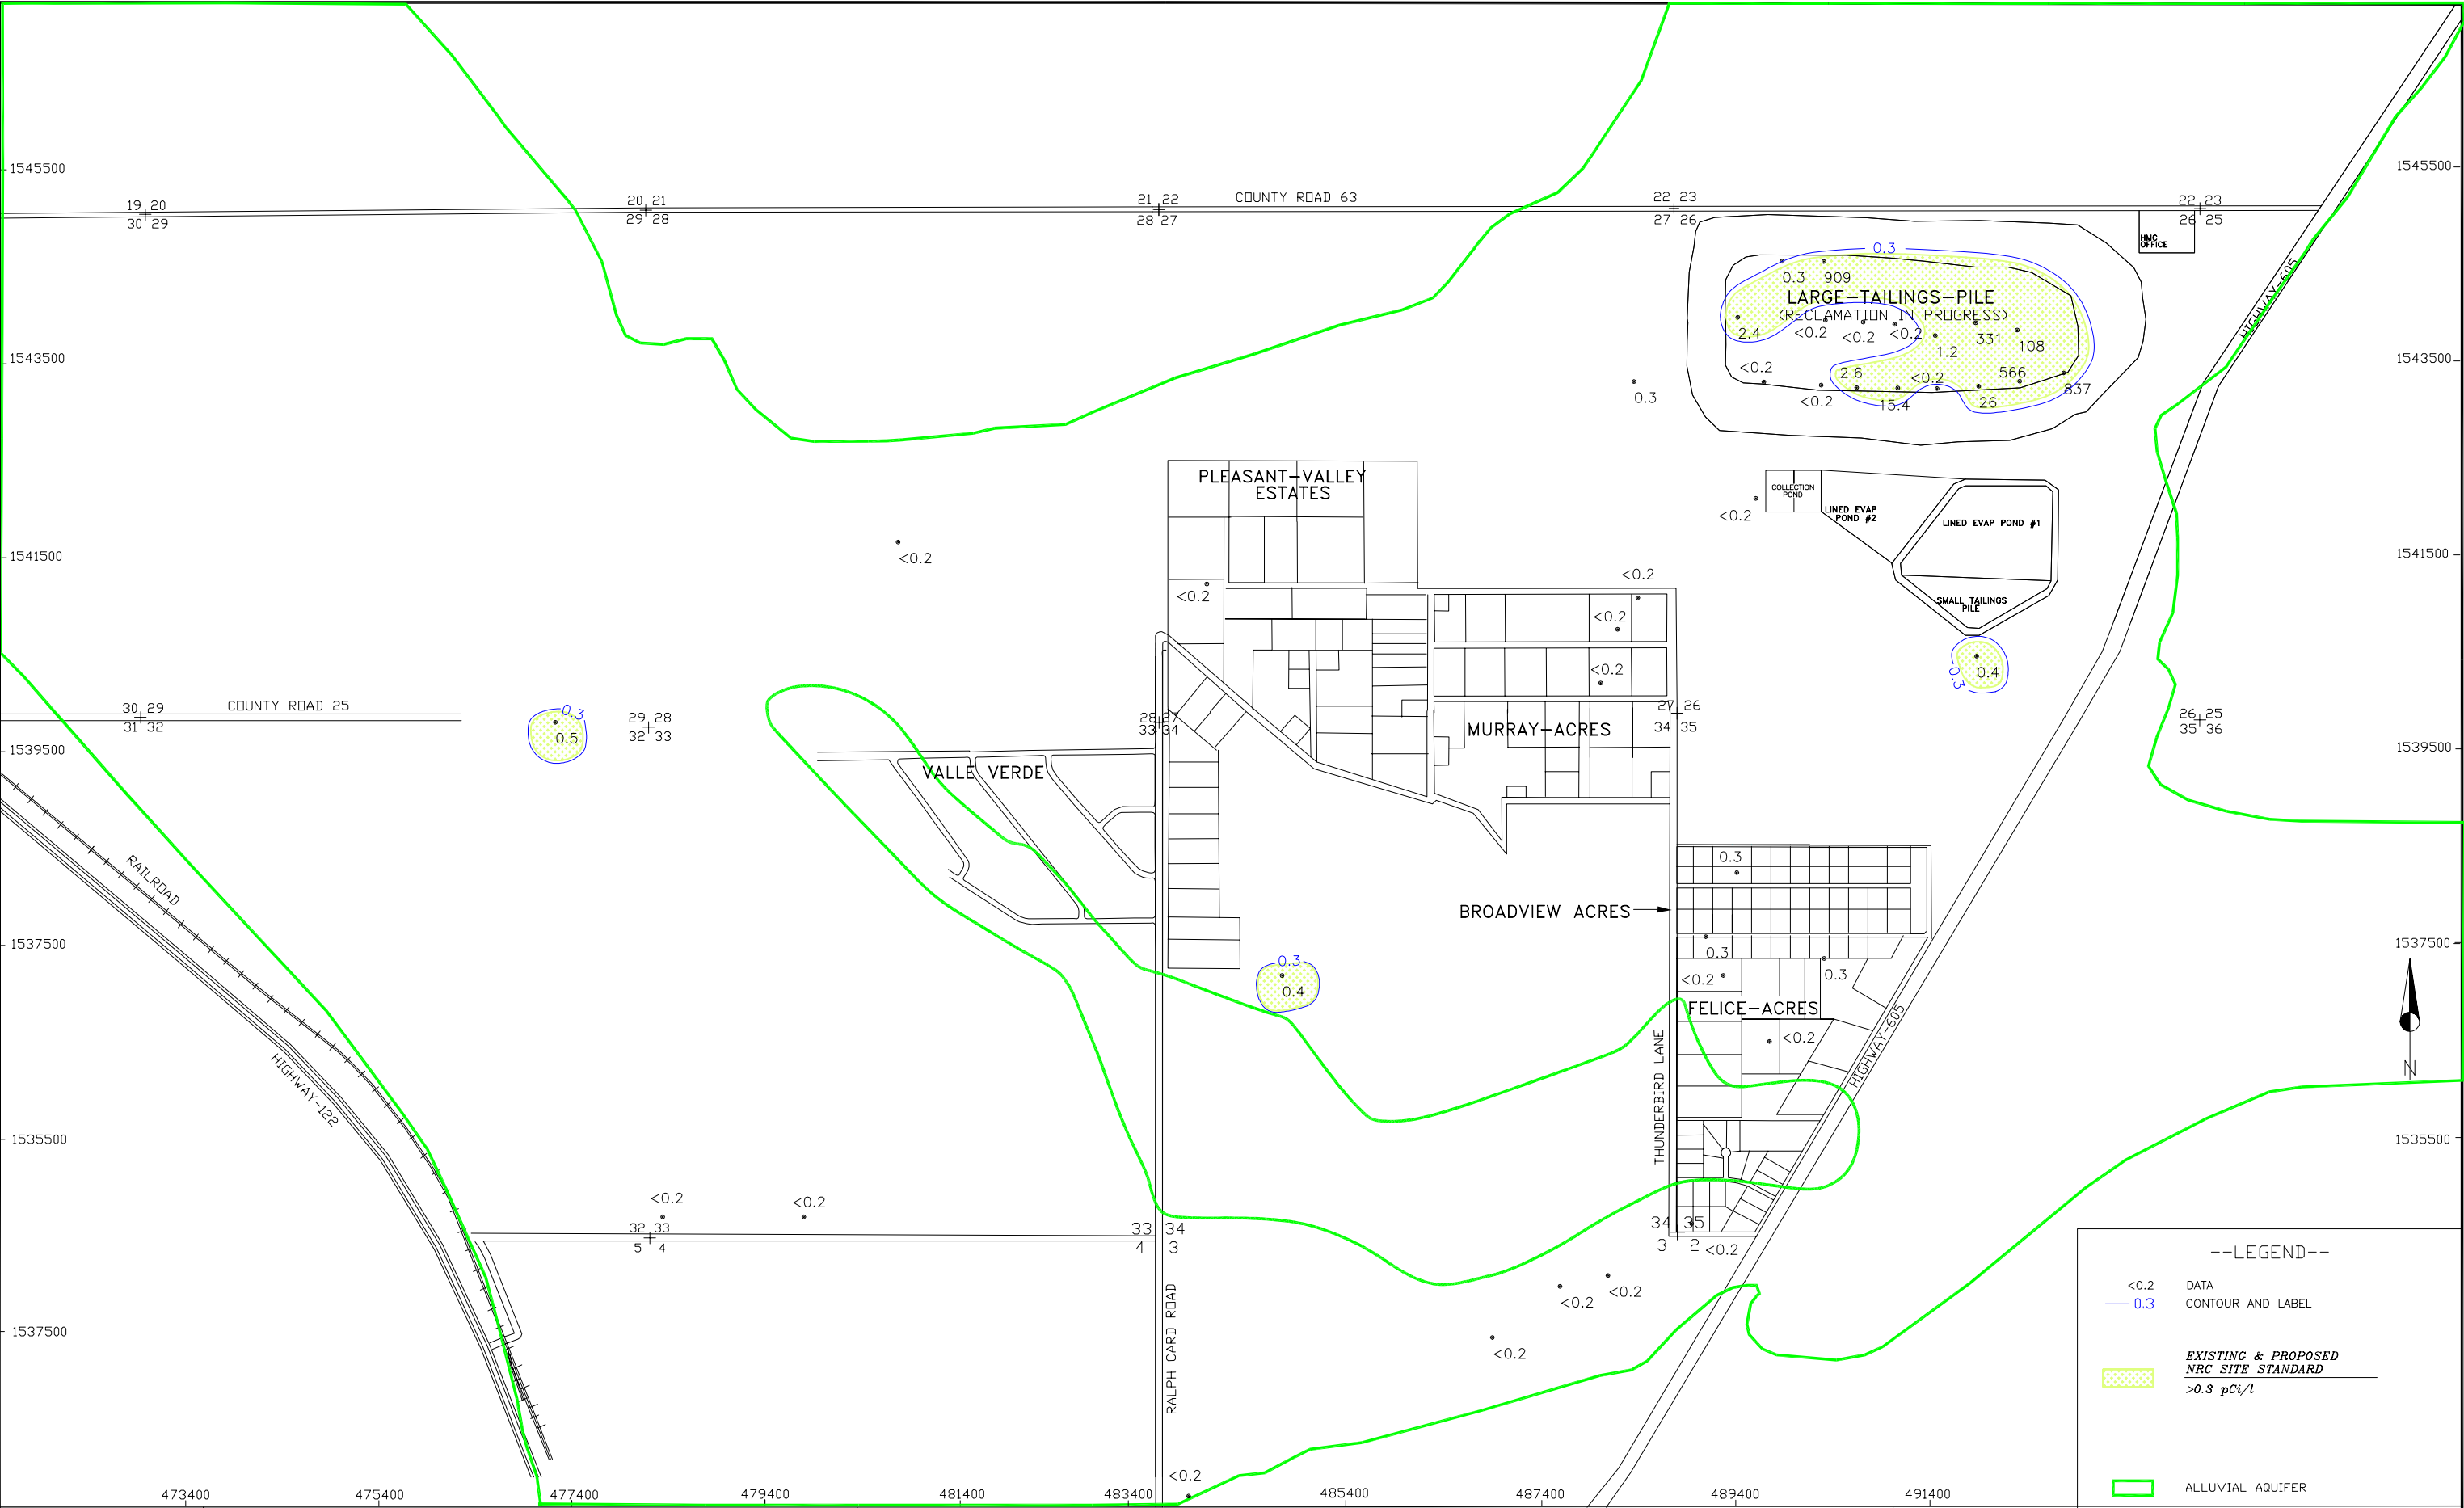 1545500
1545500
19 20
30 29
20 21
29 28
21 22
28 27
COUNTY ROAD 63
22 23
27 26
22 23
26 25
HMC
OFFICE
HIGHWAY-605
0.3
0.3
909
LARGE-TAILINGS-PILE
(RECLAMATION IN PROGRESS)
2.4
<0.2
<0.2
<0.2
1.2
331
108
<0.2
2.6
<0.2
566
837
<0.2
15.4
26
0.3
1543500
1543500
PLEASANT-VALLEY
ESTATES
COLLECTION
POND
<0.2
LINED EVAP
POND #2
LINED EVAP POND #1
1541500
1541500
<0.2
<0.2
<0.2
<0.2
<0.2
SMALL TAILINGS
PILE
0.4
0.3
30 29
31 32
COUNTY ROAD 25
0.3
0.5
29 28
32 33
28 27
33 34
MURRAY-ACRES
27 26
34 35
26 25
35 36
1539500
1539500
VALLE VERDE
RAILROAD
0.3
BROADVIEW ACRES
1537500
1537500
0.3
0.4
0.3
<0.2
0.3
FELICE-ACRES
<0.2
HIGHWAY-605
THUNDERBIRD LANE
N
HIGHWAY-122
1535500
1535500
<0.2
<0.2
32 33
5 4
33 34
4 3
34 35
3 2
<0.2
<0.2
<0.2
<0.2
1537500
RALPH CARD ROAD
<0.2
--LEGEND--
<0.2 DATA
0.3 CONTOUR AND LABEL
EXISTING & PROPOSED
NRC SITE STANDARD
>0.3 pCi/l
ALLUVIAL AQUIFER
473400
475400
477400
479400
481400
483400
485400
487400
489400
491400